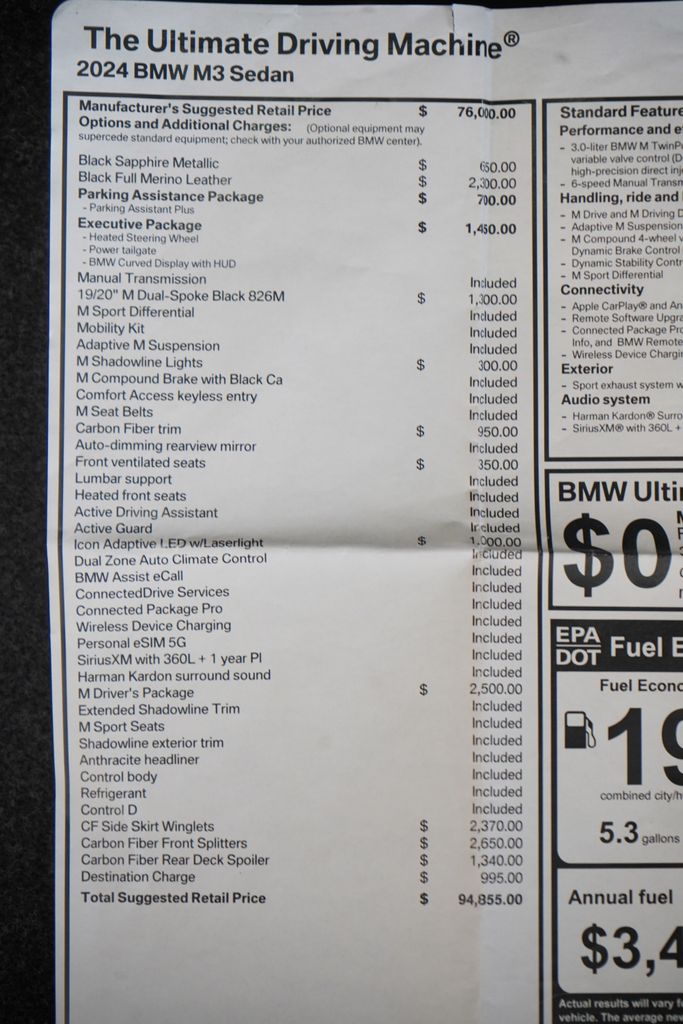 The Ultimate Driving Machine®
2024 BMW M3 Sedan
Manufacturer's Suggested Retail Price $ 76,000.00
Options and Additional Charges: (Optional equipment may
supercede standard equipment; check with your authorized BMW center).
Black Sapphire Metallic $ 650.00
Black Full Merino Leather $ 2,300.00
Parking Assistance Package $ 700.00
- Parking Assistant Plus
Executive Package $ 1,450.00
- Heated Steering Wheel
- Power tailgate
- BMW Curved Display with HUD
Manual Transmission Included
19/20" M Dual-Spoke Black 826M $ 1,300.00
M Sport Differential Included
Mobility Kit Included
Adaptive M Suspension Included
M Shadowline Lights $ 300.00
M Compound Brake with Black Ca Included
Comfort Access keyless entry Included
M Seat Belts Included
Carbon Fiber trim $ 950.00
Auto-dimming rearview mirror Included
Front ventilated seats $ 350.00
Lumbar support Included
Heated front seats Included
Active Driving Assistant Included
Active Guard Included
Icon Adaptive LED w/Laserlight $ 1,000.00
Dual Zone Auto Climate Control Included
BMW Assist eCall Included
ConnectedDrive Services Included
Connected Package Pro Included
Wireless Device Charging Included
Personal eSIM 5G Included
SiriusXM with 360L + 1 year Pl Included
Harman Kardon surround sound Included
M Driver's Package $ 2,500.00
Extended Shadowline Trim Included
M Sport Seats Included
Shadowline exterior trim Included
Anthracite headliner Included
Control body Included
Refrigerant Included
Control D Included
CF Side Skirt Winglets $ 2,370.00
Carbon Fiber Front Splitters $ 2,650.00
Carbon Fiber Rear Deck Spoiler $ 1,340.00
Destination Charge $ 995.00
Total Suggested Retail Price $ 94,855.00
Standard Feature
Performance and e
- 3.0-liter BMW M TwinP
variable valve control (D
high-precision direct inj
- 6-speed Manual Transm
Handling, ride and
- M Drive and M Driving D
- Adaptive M Suspension
- M Compound 4-wheel v
Dynamic Brake Control
- Dynamic Stability Contr
- M Sport Differential
Connectivity
- Apple CarPlay® and An
- Remote Software Upgra
- Connected Package Pro
Info, and BMW Remote
- Wireless Device Chargi
Exterior
- Sport exhaust system w
Audio system
- Harman Kardon® Surro
- SiriusXM® with 360L +
BMW Ulti
$0
EPA
DOT Fuel E
Fuel Econo
19
combined city/h
5.3 gallons
Annual fuel
$3,4
Actual results will vary f
vehicle. The average new